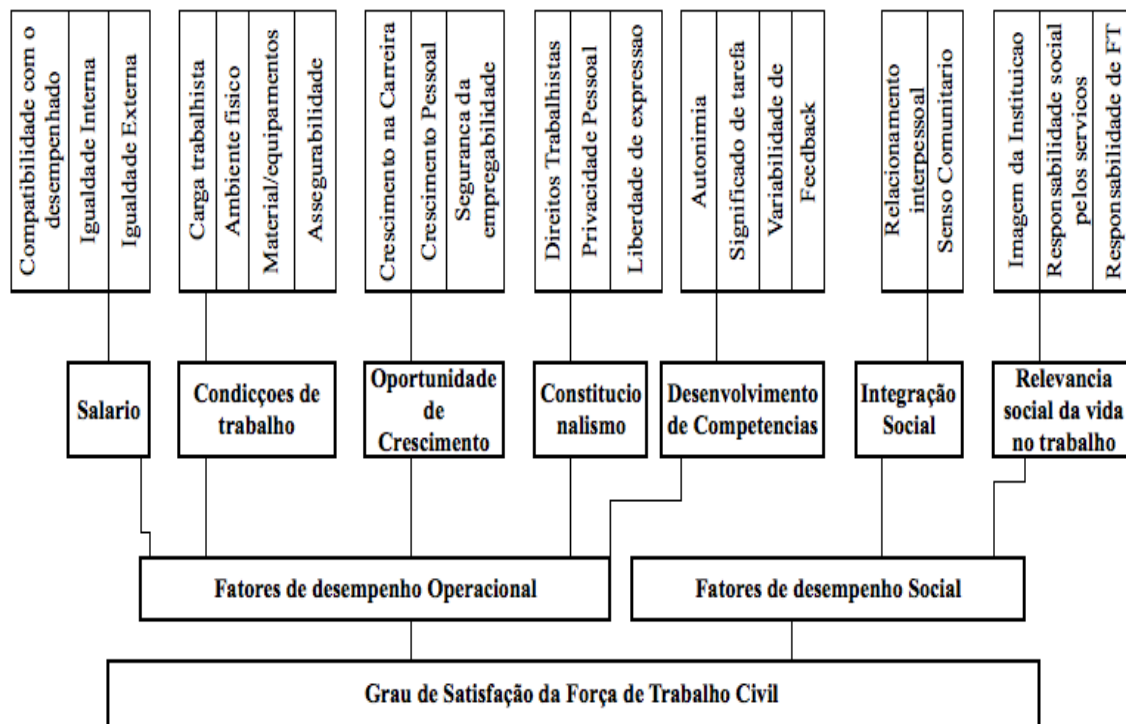 Compatibilidade com o
desempenhado
Igualdade Interna
Igualdade Externa
Carga trabalhista
Ambiente fisico
Material/equipamentos
Assegurabilidade
Crescimento na Carreira
Crescimento Pessoal
Seguranca da
empregabilidade
Direitos Trabalhistas
Privacidade Pessoal
Liberdade de expressao
Autonimia
Significado de tarefa
Variabilidade de
Feedback
Relacionamento
interpessoal
Senso Comunitario
Imagem da Instituicao
Responsabilidade social
pelos servicos
Responsabilidade de FT
Salario
Condicçoes de
trabalho
Oportunidade
de
Crescimento
Constitucio
nalismo
Desenvolvimento
de Competencias
Integração
Social
Relevancia
social da vida
no trabalho
Fatores de desempenho Operacional
Fatores de desempenho Social
Grau de Satisfação da Força de Trabalho Civil